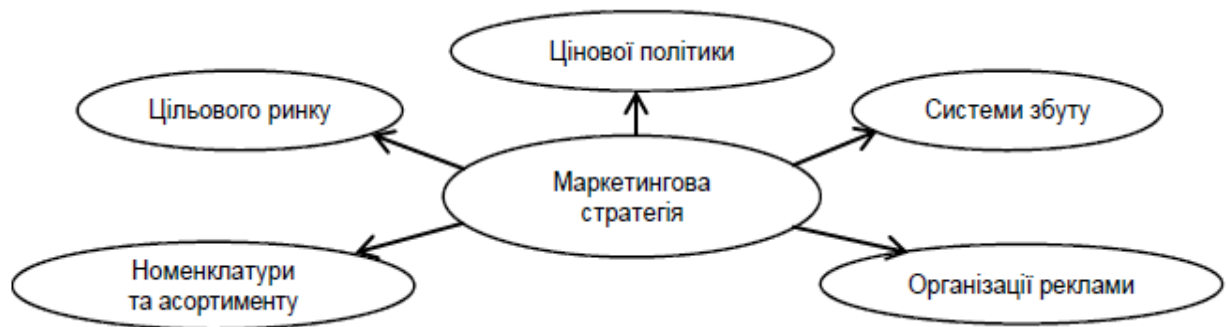 Цінової політики
Цільового ринку
Системи збуту
Маркетингова
стратегія
Номенклатури
та асортименту
Організації реклами